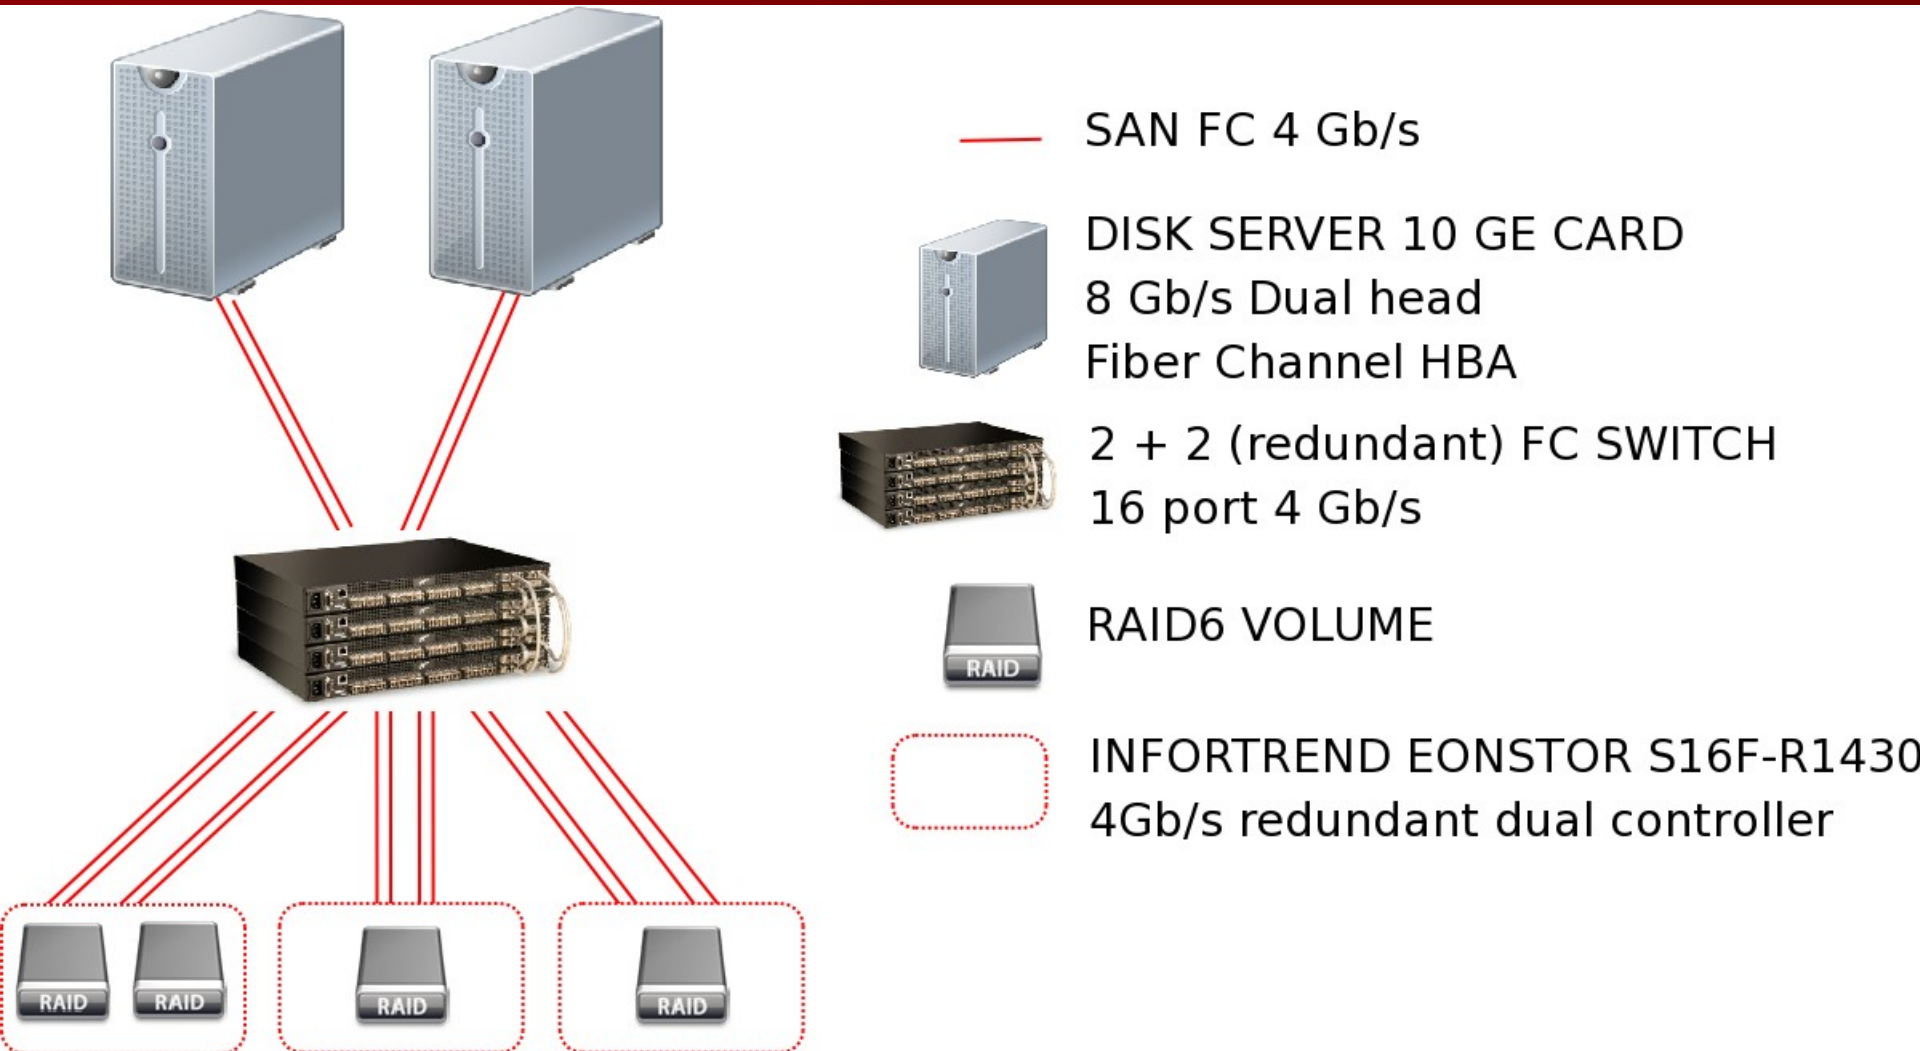 SAN FC 4 Gb/s
DISK SERVER 10 GE CARD
8 Gb/s Dual head
Fiber Channel HBA
2 + 2 (redundant) FC SWITCH
16 port 4 Gb/s
RAID6 VOLUME
RAID
INFORTREND EONSTOR S16F-R1430
4Gb/s redundant dual controller
RAID
RAID
RAID
RAID